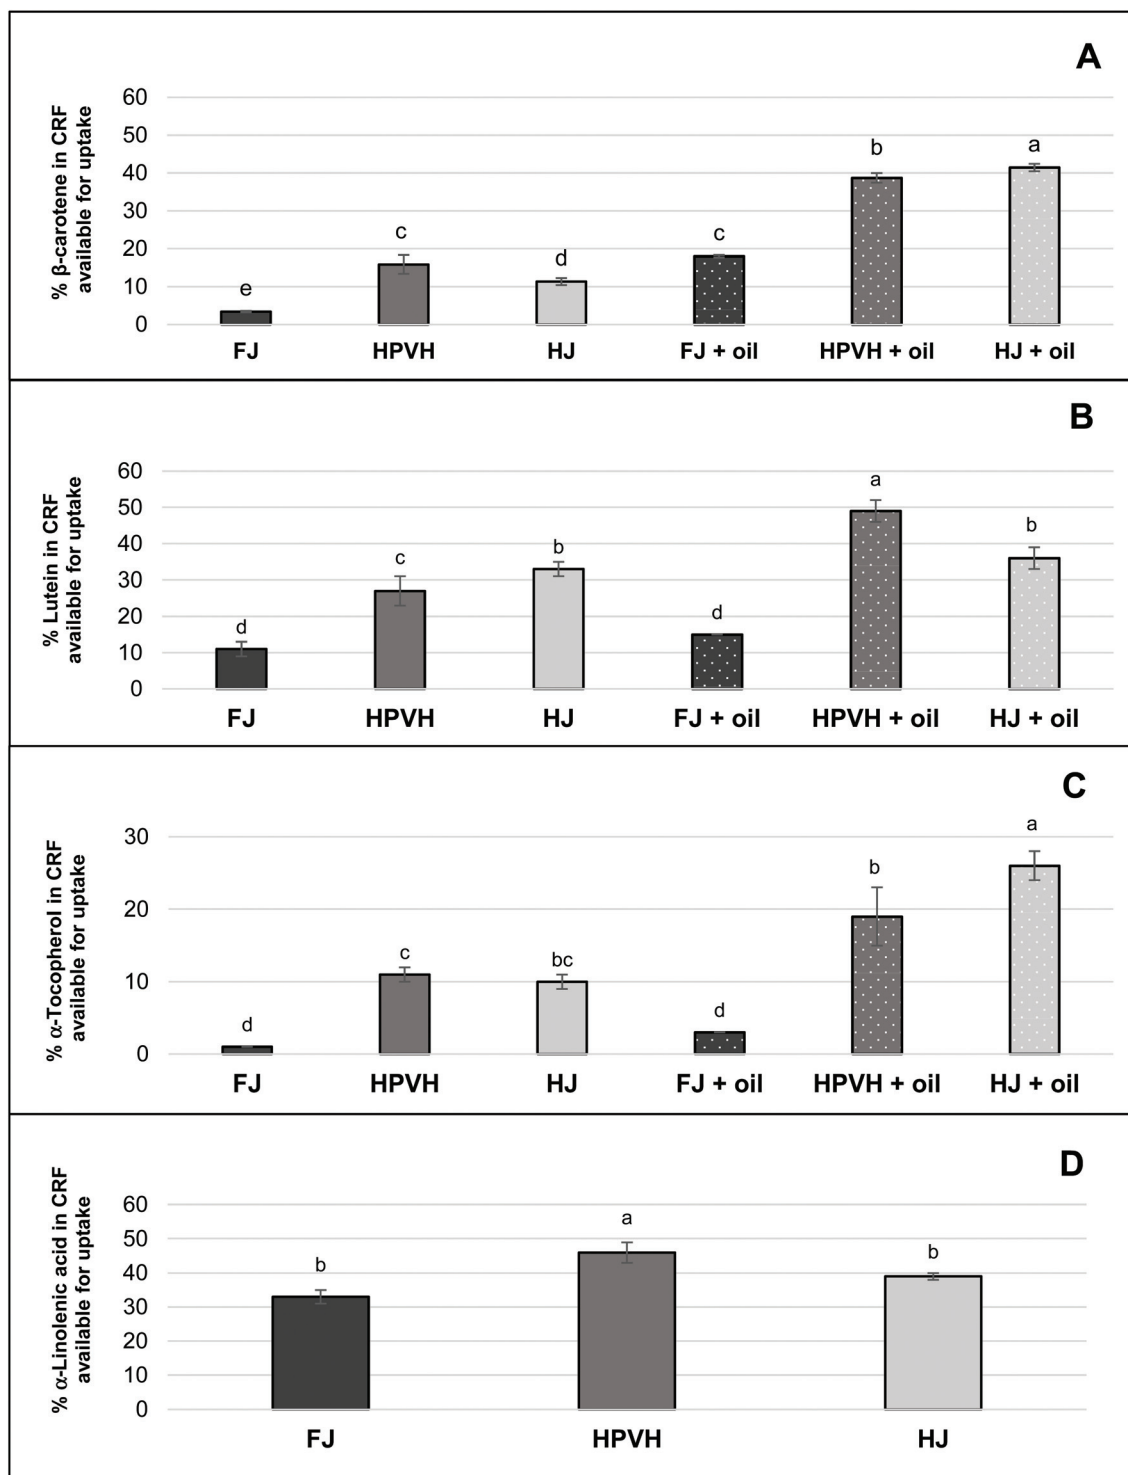 A
% β-carotene in CRF
available for uptake
60
50
40
30
20
10
0
e
c
d
c
b
a
FJ HPVH HJ FJ + oil HPVH + oil HJ + oil
B
% Lutein in CRF
available for uptake
60
50
40
30
20
10
0
d
c
b
d
a
b
FJ HPVH HJ FJ + oil HPVH + oil HJ + oil
C
% α-Tocopherol in CRF
available for uptake
30
20
10
0
d
c
bc
d
b
a
FJ HPVH HJ FJ + oil HPVH + oil HJ + oil
D
% α-Linolenic acid in CRF
available for uptake
60
50
40
30
20
10
0
b
a
b
FJ HPVH HJ